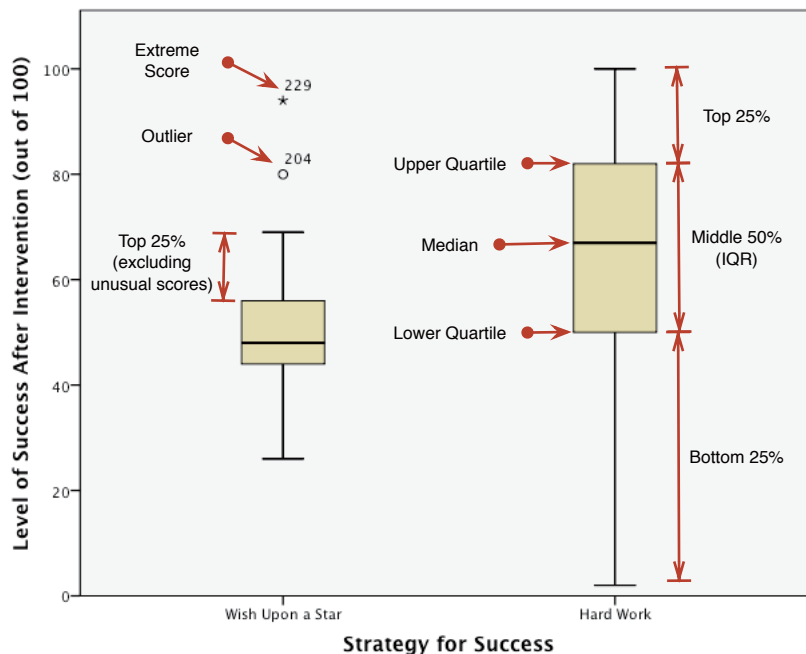 Level of Success After Intervention (out of 100)
100
80
60
40
20
0
Extreme
Score
229
Outlier
204
Top 25%
(excluding
unusual scores)
Upper Quartile
Median
Lower Quartile
Top 25%
Middle 50%
(IQR)
Bottom 25%
Wish Upon a Star
Hard Work
Strategy for Success